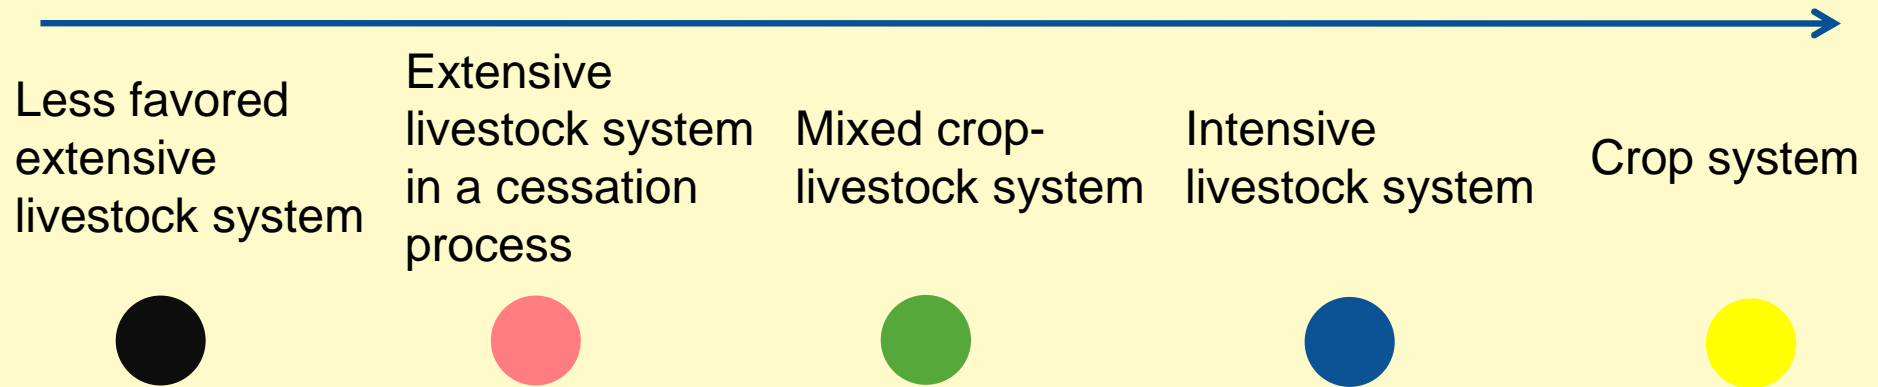 Less favored
extensive
livestock system
Extensive
livestock system
in a cessation
process
Mixed crop-
livestock system
Intensive
livestock system
Crop system